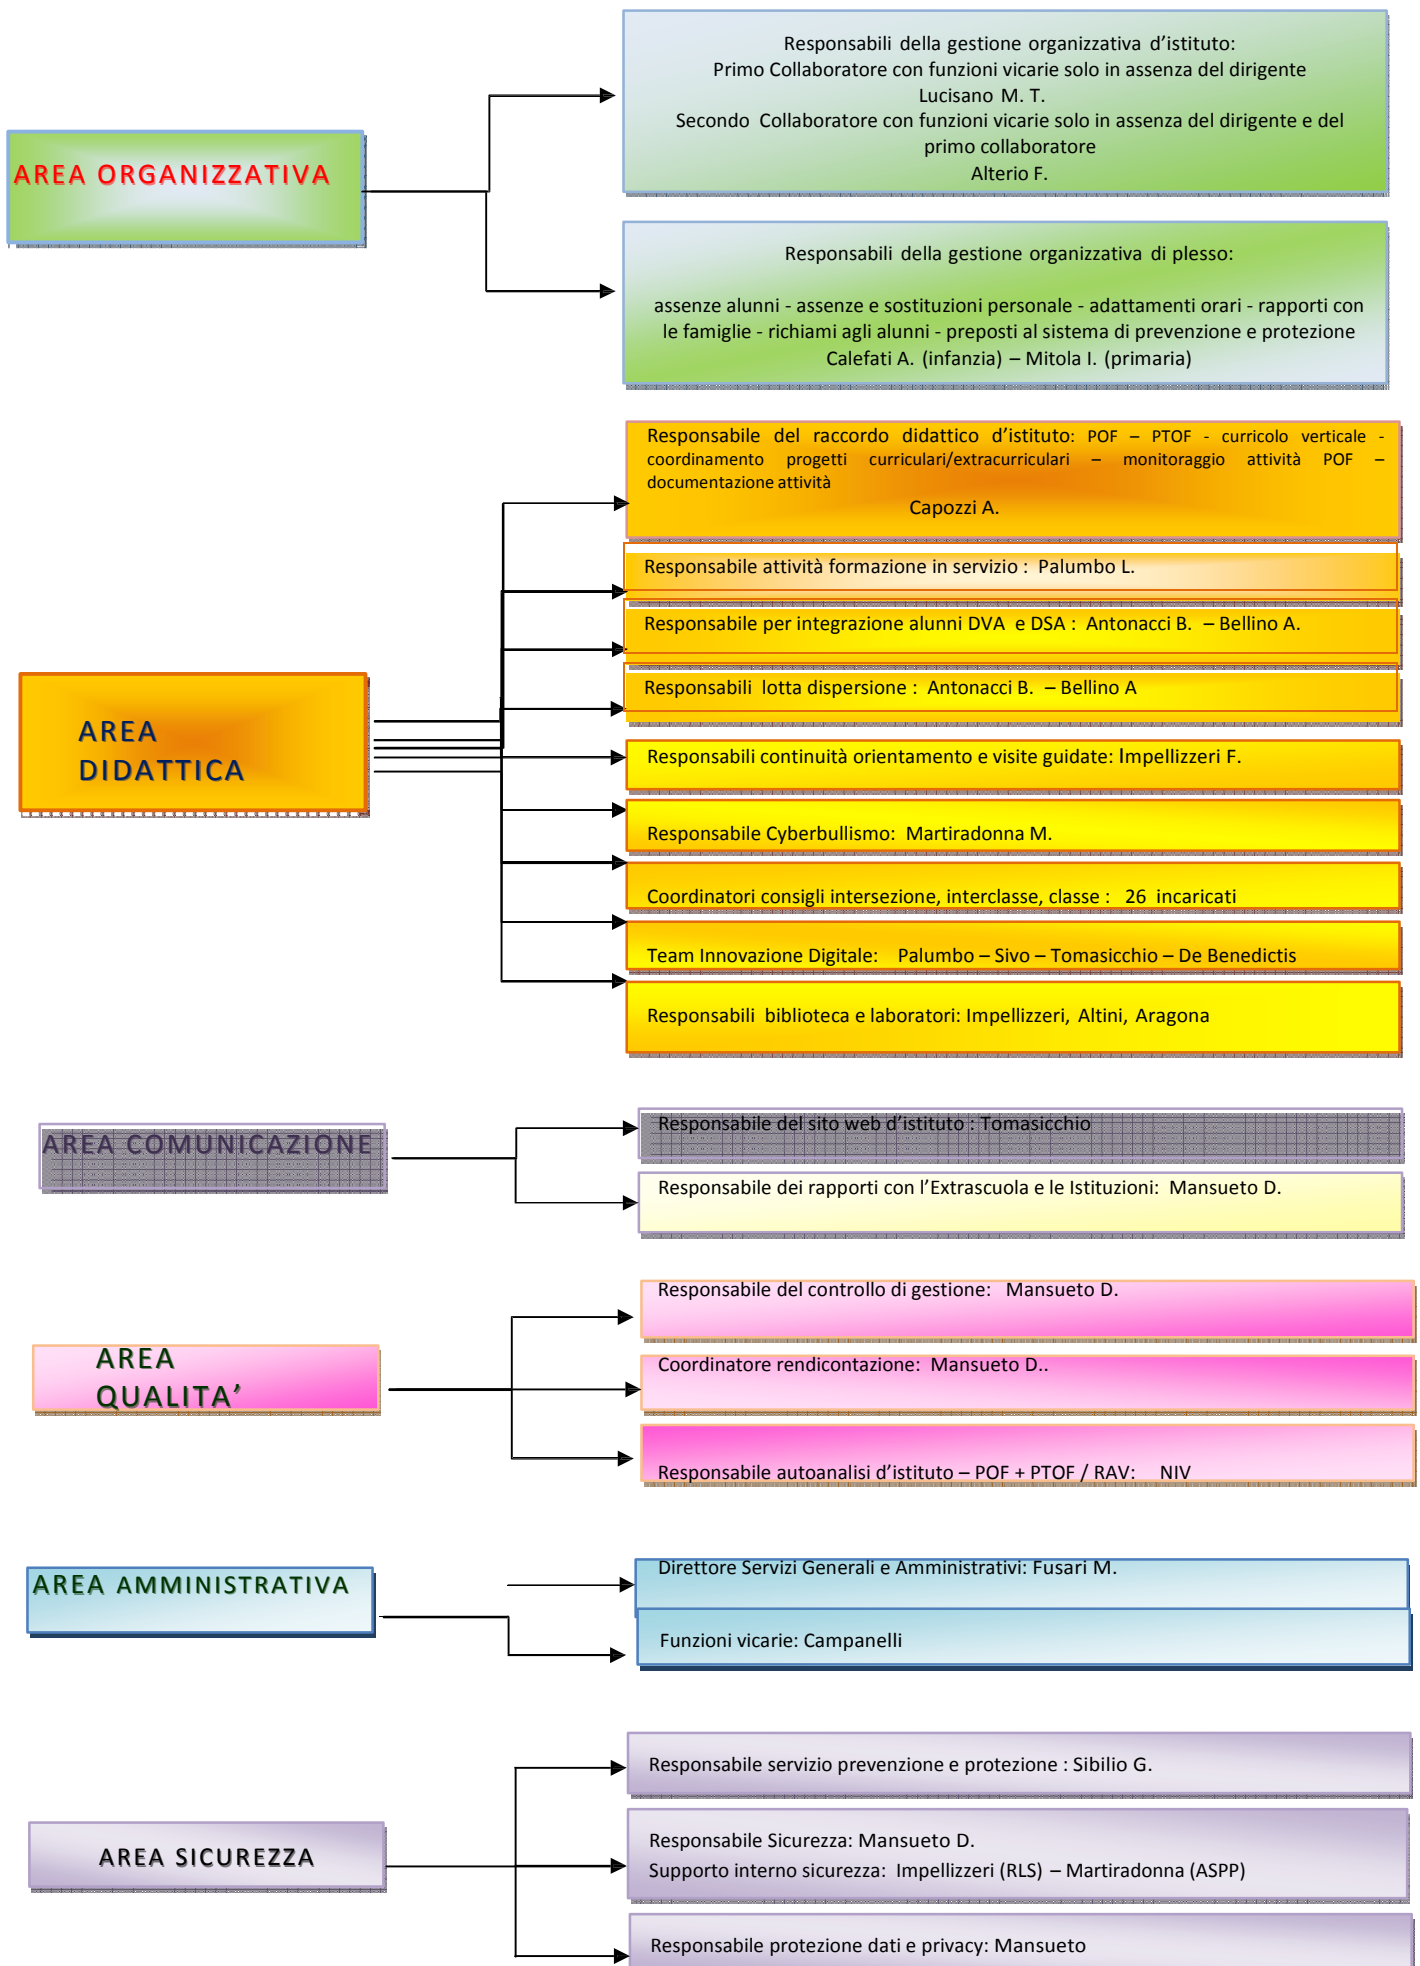 AREA ORGANIZZATIVA
Responsabili della gestione organizzativa d’istituto:
Primo Collaboratore con funzioni vicarie solo in assenza del dirigente
Lucisano M. T.
Secondo Collaboratore con funzioni vicarie solo in assenza del dirigente e del
primo collaboratore
Alterio F.
Responsabili della gestione organizzativa di plesso:
assenze alunni - assenze e sostituzioni personale - adattamenti orari - rapporti con
le famiglie - richiami agli alunni - preposti al sistema di prevenzione e protezione
Calefati A. (infanzia) – Mitola I. (primaria)
AREA
DIDATTICA
Responsabile del raccordo didattico d’istituto: POF – PTOF - curricolo verticale -
coordinamento progetti curriculari/extracurriculari – monitoraggio attività POF –
documentazione attività
Capozzi A.
Responsabile attività formazione in servizio : Palumbo L.
Responsabile per integrazione alunni DVA e DSA : Antonacci B. – Bellino A.
Responsabili lotta dispersione : Antonacci B. – Bellino A
Responsabili continuità orientamento e visite guidate: Impellizzeri F.
Responsabile Cyberbullismo: Martiradonna M.
Coordinatori consigli intersezione, interclasse, classe : 26 incaricati
Team Innovazione Digitale: Palumbo – Sivo – Tomasicchio – De Benedictis
Responsabili biblioteca e laboratori: Impellizzeri, Altini, Aragona
AREA COMUNICAZIONE
Responsabile del sito web d’istituto : Tomasicchio
Responsabile dei rapporti con l’Extrascuola e le Istituzioni: Mansueto D.
AREA
QUALITA’
Responsabile del controllo di gestione: Mansueto D.
Coordinatore rendicontazione: Mansueto D..
Responsabile autoanalisi d’istituto – POF + PTOF / RAV: NIV
AREA AMMINISTRATIVA
Direttore Servizi Generali e Amministrativi: Fusari M.
Funzioni vicarie: Campanelli
AREA SICUREZZA
Responsabile servizio prevenzione e protezione : Sibilio G.
Responsabile Sicurezza: Mansueto D.
Supporto interno sicurezza: Impellizzeri (RLS) – Martiradonna (ASPP)
Responsabile protezione dati e privacy: Mansueto